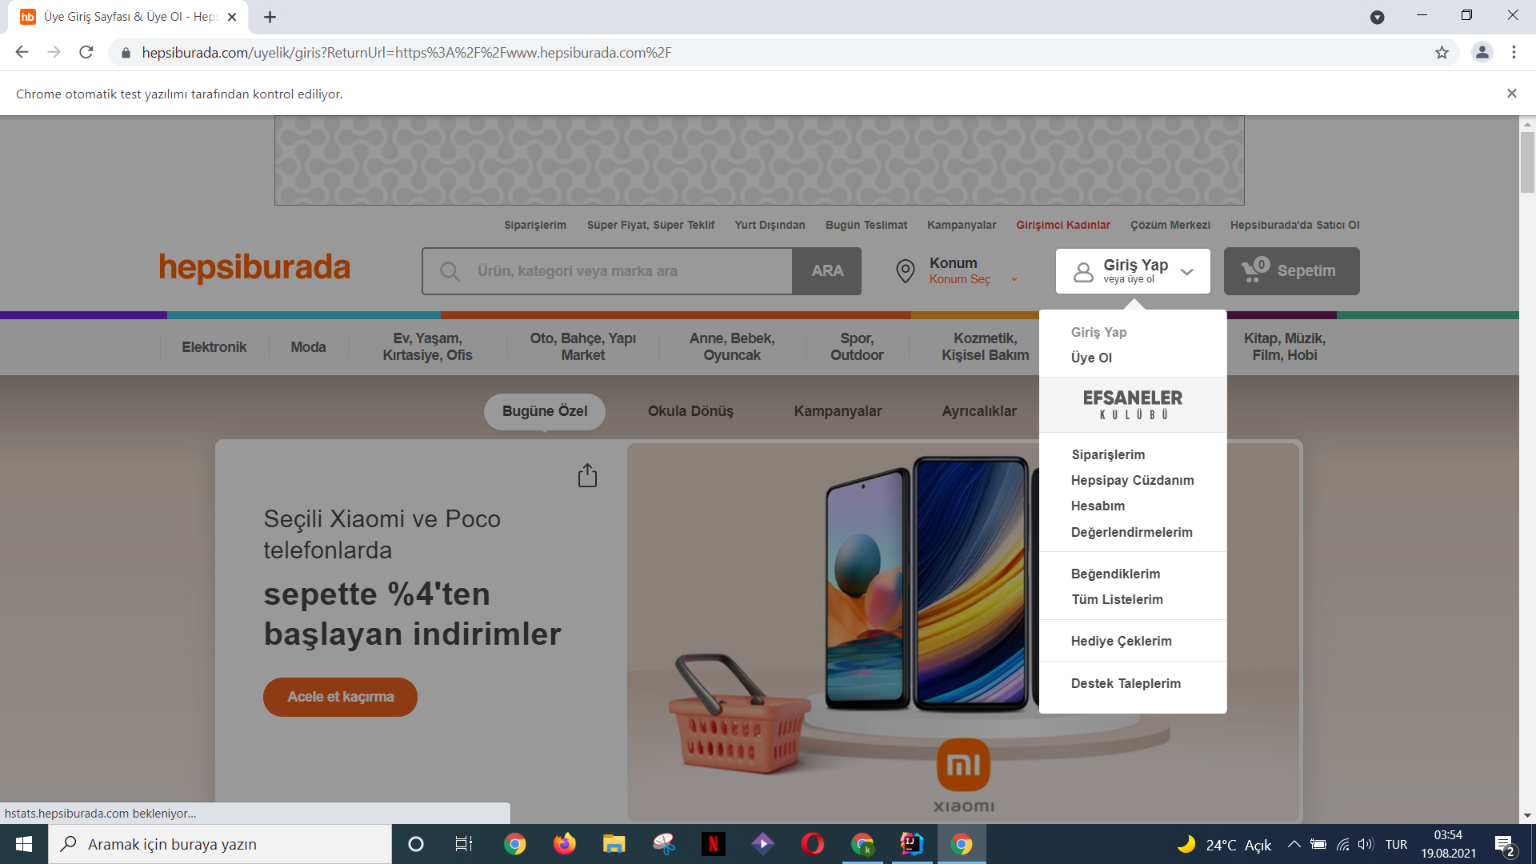 hb
Üye Giriş Sayfası & Üye Ol - Heps
hepsiburada.com/uyelik/giris?ReturnUrl=https%3A%2F%2Fwww.hepsiburada.com%2F
Chrome otomatik test yazılımı tarafından kontrol ediliyor.
Siparişlerim
Süper Fiyat, Süper Teklif
Yurt Dışından
Bugün Teslimat
Kampanyalar
Girişimci Kadınlar
Çözüm Merkezi
Hepsiburada'da Satıcı Ol
hepsiburada
Ürün, kategori veya marka ara
ARA
Konum
Konum Seç
Giriş Yap
veya üye ol
0
Sepetim
Elektronik
Moda
Ev, Yaşam,
Kırtasiye, Ofis
Oto, Bahçe, Yapı
Market
Anne, Bebek,
Oyuncak
Spor,
Outdoor
Kozmetik,
Kişisel Bakım
Kitap, Müzik,
Film, Hobi
Giriş Yap
Üye Ol
EFSANELER
KULÜBÜ
Siparişlerim
Hepsipay Cüzdanım
Hesabım
Değerlendirmelerim
Beğendiklerim
Tüm Listelerim
Hediye Çeklerim
Destek Taleplerim
Bugüne Özel
Okula Dönüş
Kampanyalar
Ayrıcalıklar
Seçili Xiaomi ve Poco
telefonlarda
sepette %4'ten
başlayan indirimler
Acele et kaçırma
mi
xiaomi
hstats.hepsiburada.com bekleniyor...
Aramak için buraya yazın
N
k
IJ
24°C Açık
TUR
03:54
19.08.2021
2